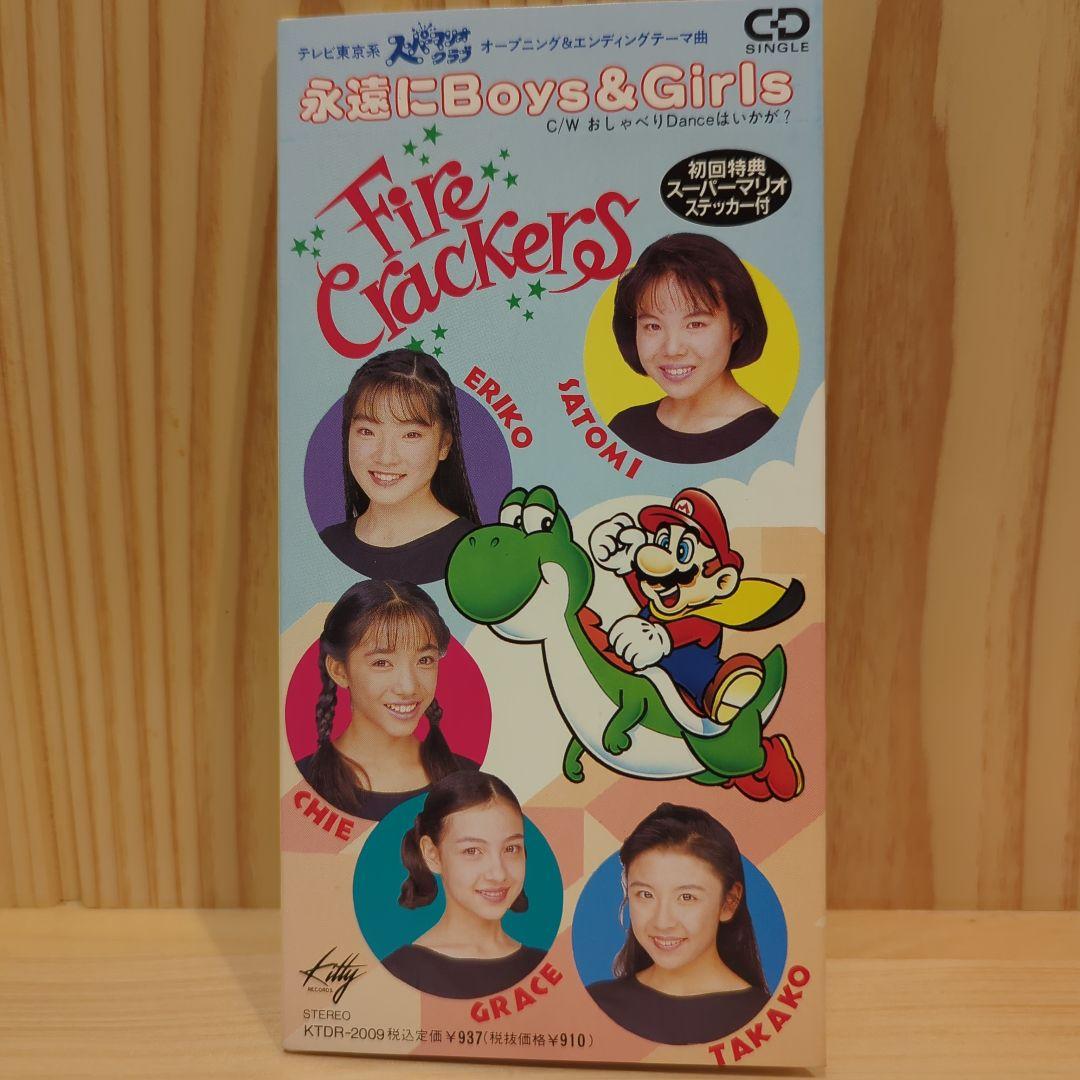 テレビ東京系 スーパーマリオクラブ オープニング&エンディングテーマ曲
CD
SINGLE
永遠にBoys&Girls
C/W おしゃべりDanceはいかが?
初回特典
スーパーマリオ
ステッカー付
Fire
Crackers
SATOMI
ERIKO
M
CHIE
GRACE
TAKAKO
Kitty
RECORDS
STEREO
KTDR-2009 税込定価¥937(税抜価格¥910)